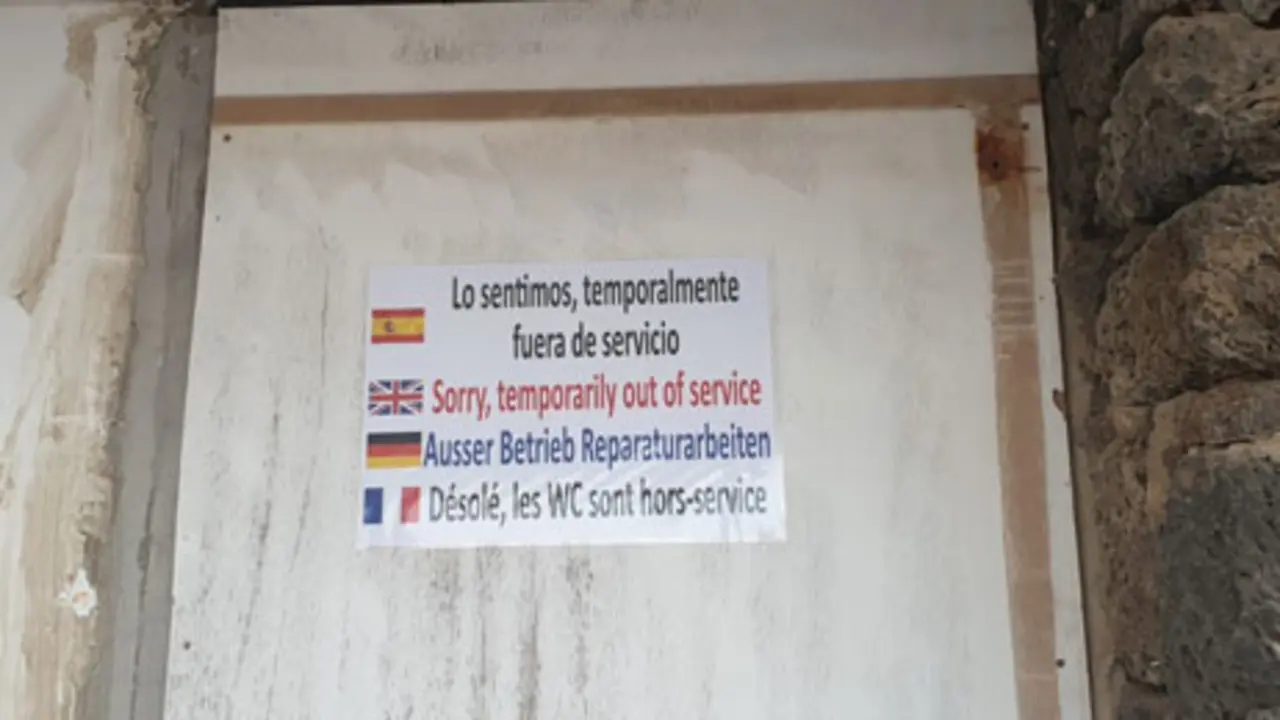 Lo sentimos, temporalmente
fuera de servicio
Sorry, temporarily out of service
Ausser Betrieb Reparaturarbeiten
Désolé, les WC sont hors-service